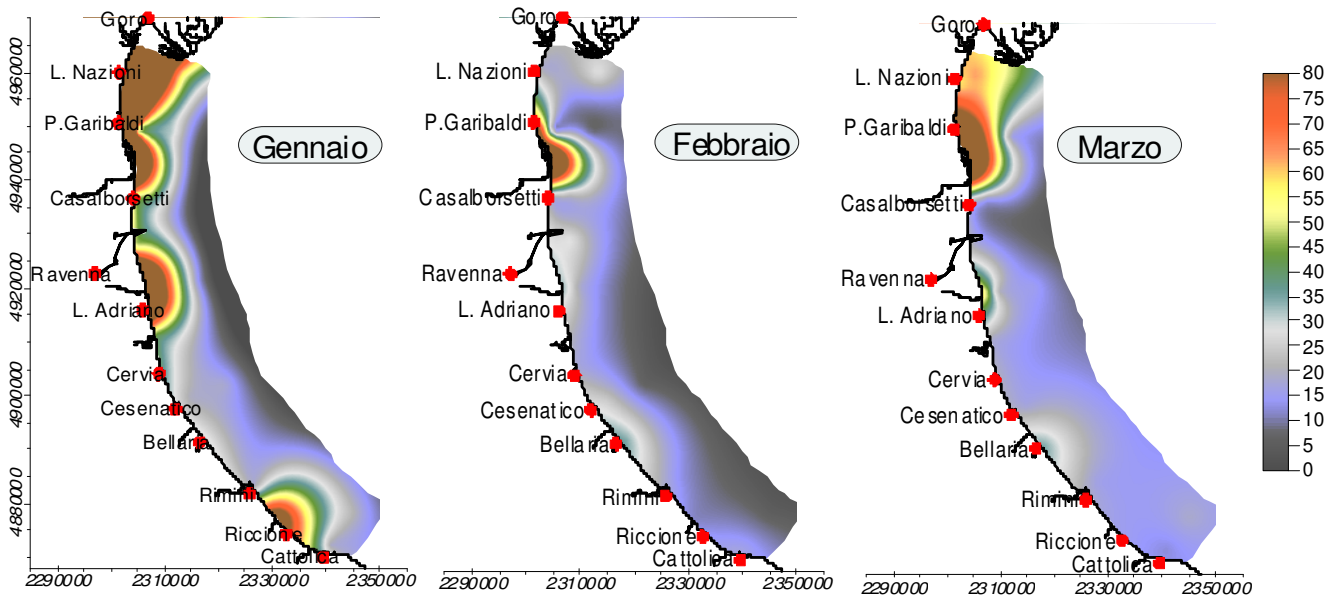 Goro
L. Nazioni
P.Garibaldi
Casalborsetti
Ravenna
L. Adriano
Cervia
Cesenatico
Bellaria
Rimini
Riccione
Cattolica
Gennaio
4960000
4940000
4920000
4900000
4880000
2290000 2310000 2330000 2350000
Goro
L. Nazioni
P.Garibaldi
Casalborsetti
Ravenna
L. Adriano
Cervia
Cesenatico
Bellaria
Rimini
Riccione
Cattolica
Febbraio
2290000 2310000 2330000 2350000
Goro
L. Nazioni
P.Garibaldi
Casalborsetti
Ravenna
L. Adriano
Cervia
Cesenatico
Bellaria
Rimini
Riccione
Cattolica
Marzo
2290000 2310000 2330000 2350000
80
75
70
65
60
55
50
45
40
35
30
25
20
15
10
5
0